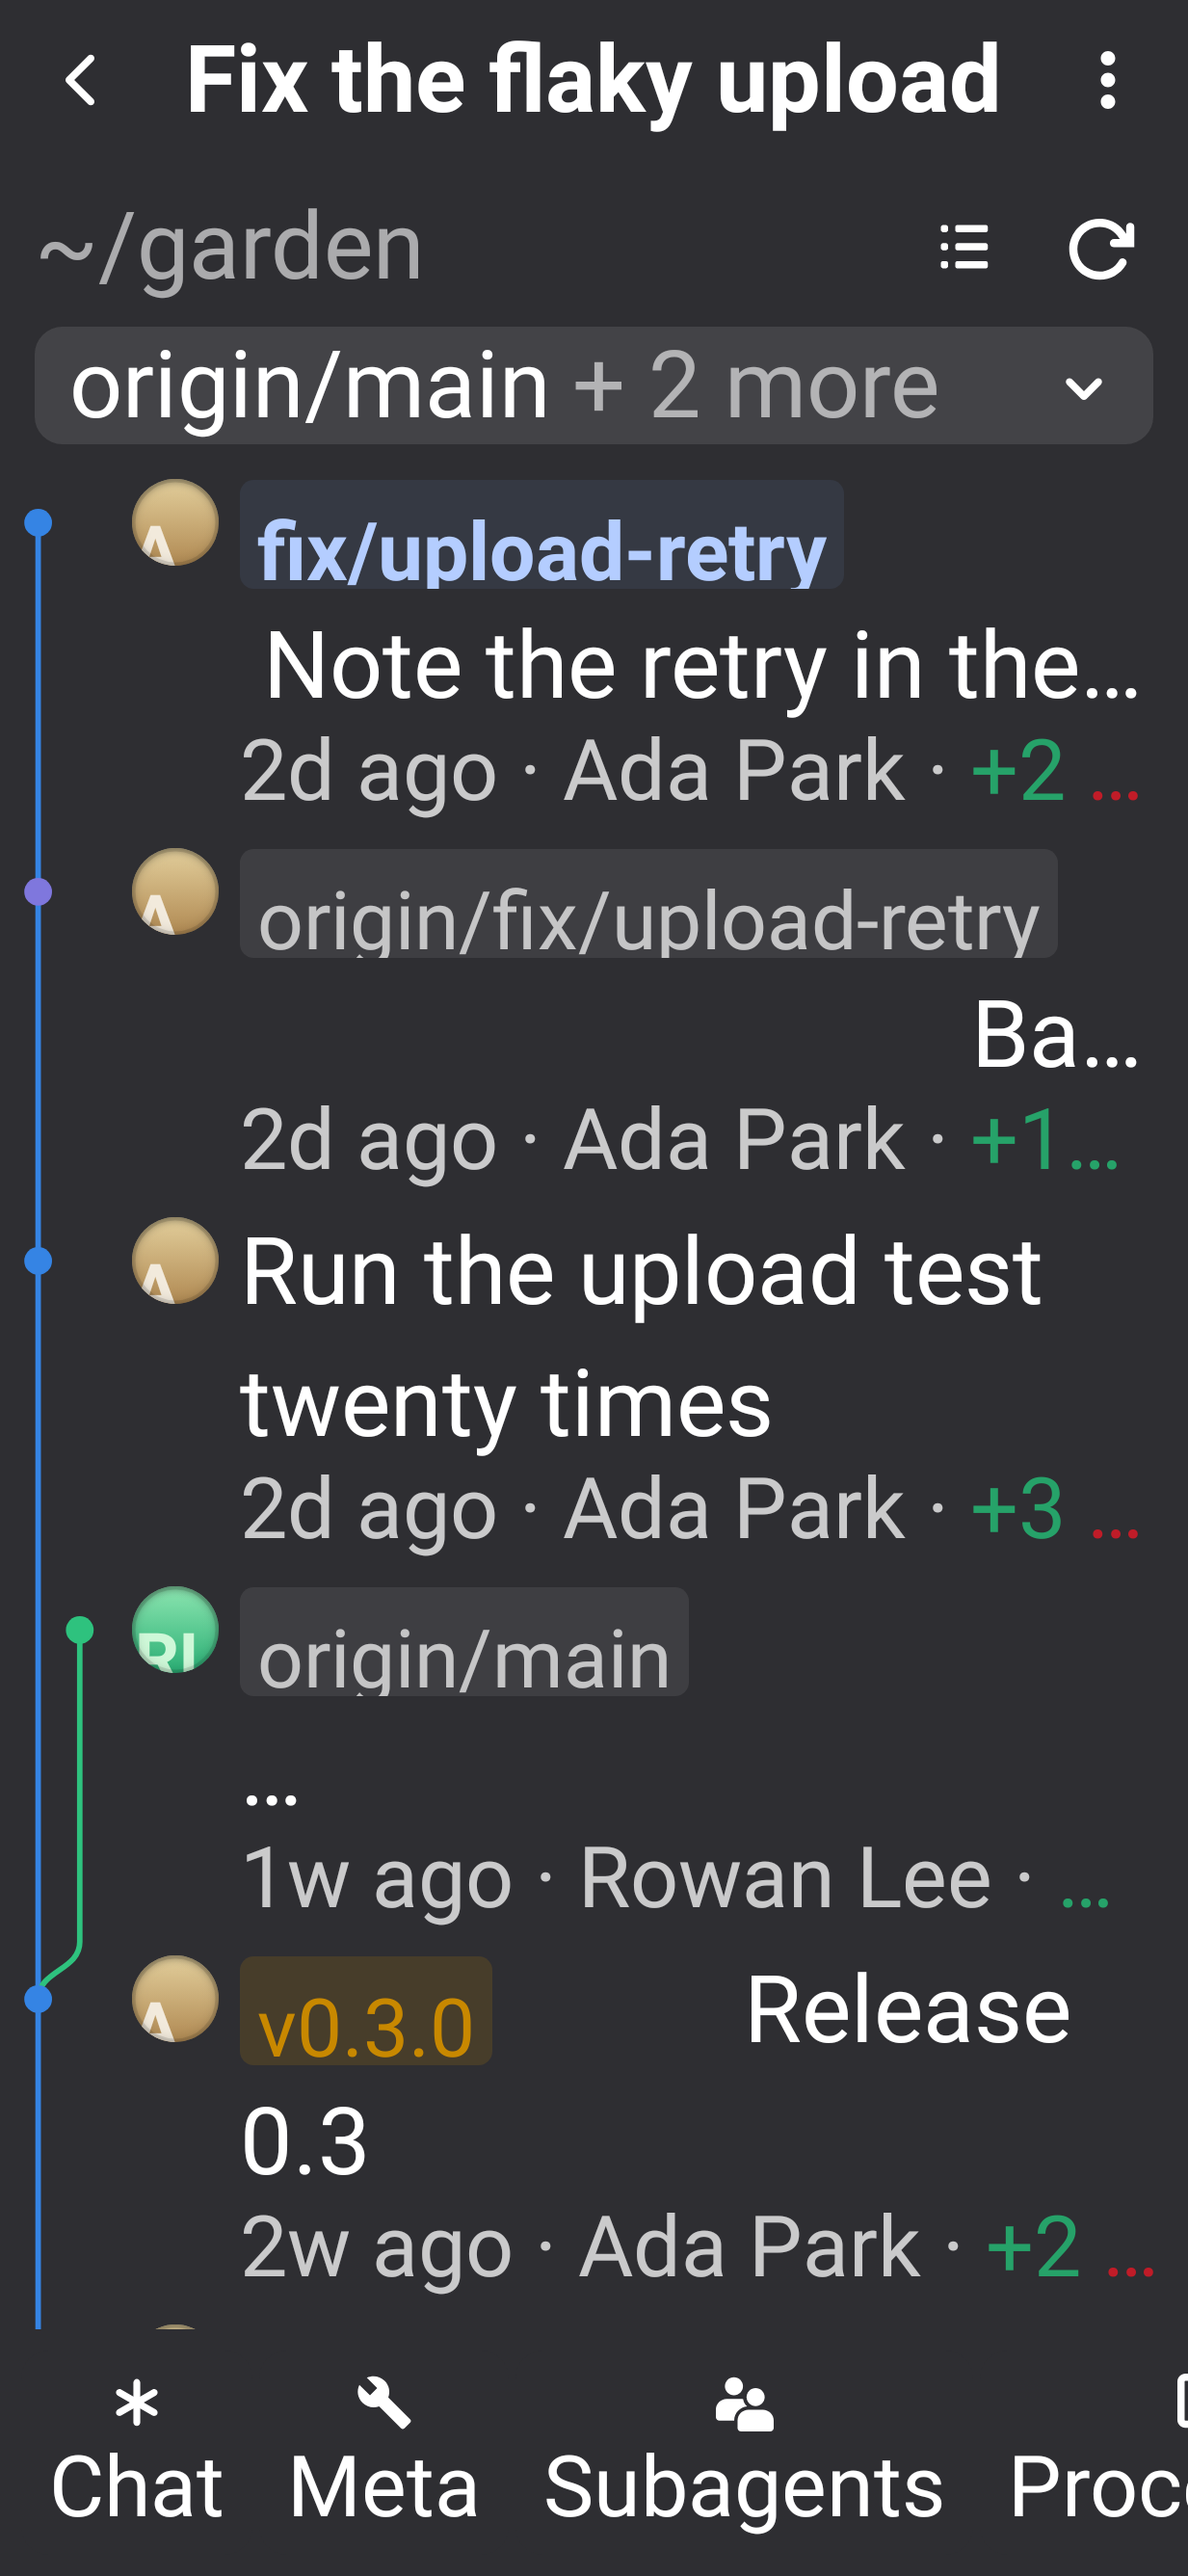 Fix the flaky upload
~/garden
origin/main + 2 more
A
fix/upload-retry
Note the retry in the…
2d ago · Ada Park · +2 …
A
origin/fix/upload-retry
Ba…
2d ago · Ada Park · +1…
A
Run the upload test
twenty times
2d ago · Ada Park · +3 …
RL
origin/main
…
1w ago · Rowan Lee · …
A
v0.3.0 Release
0.3
2w ago · Ada Park · +2 …
Chat
Meta
Subagents